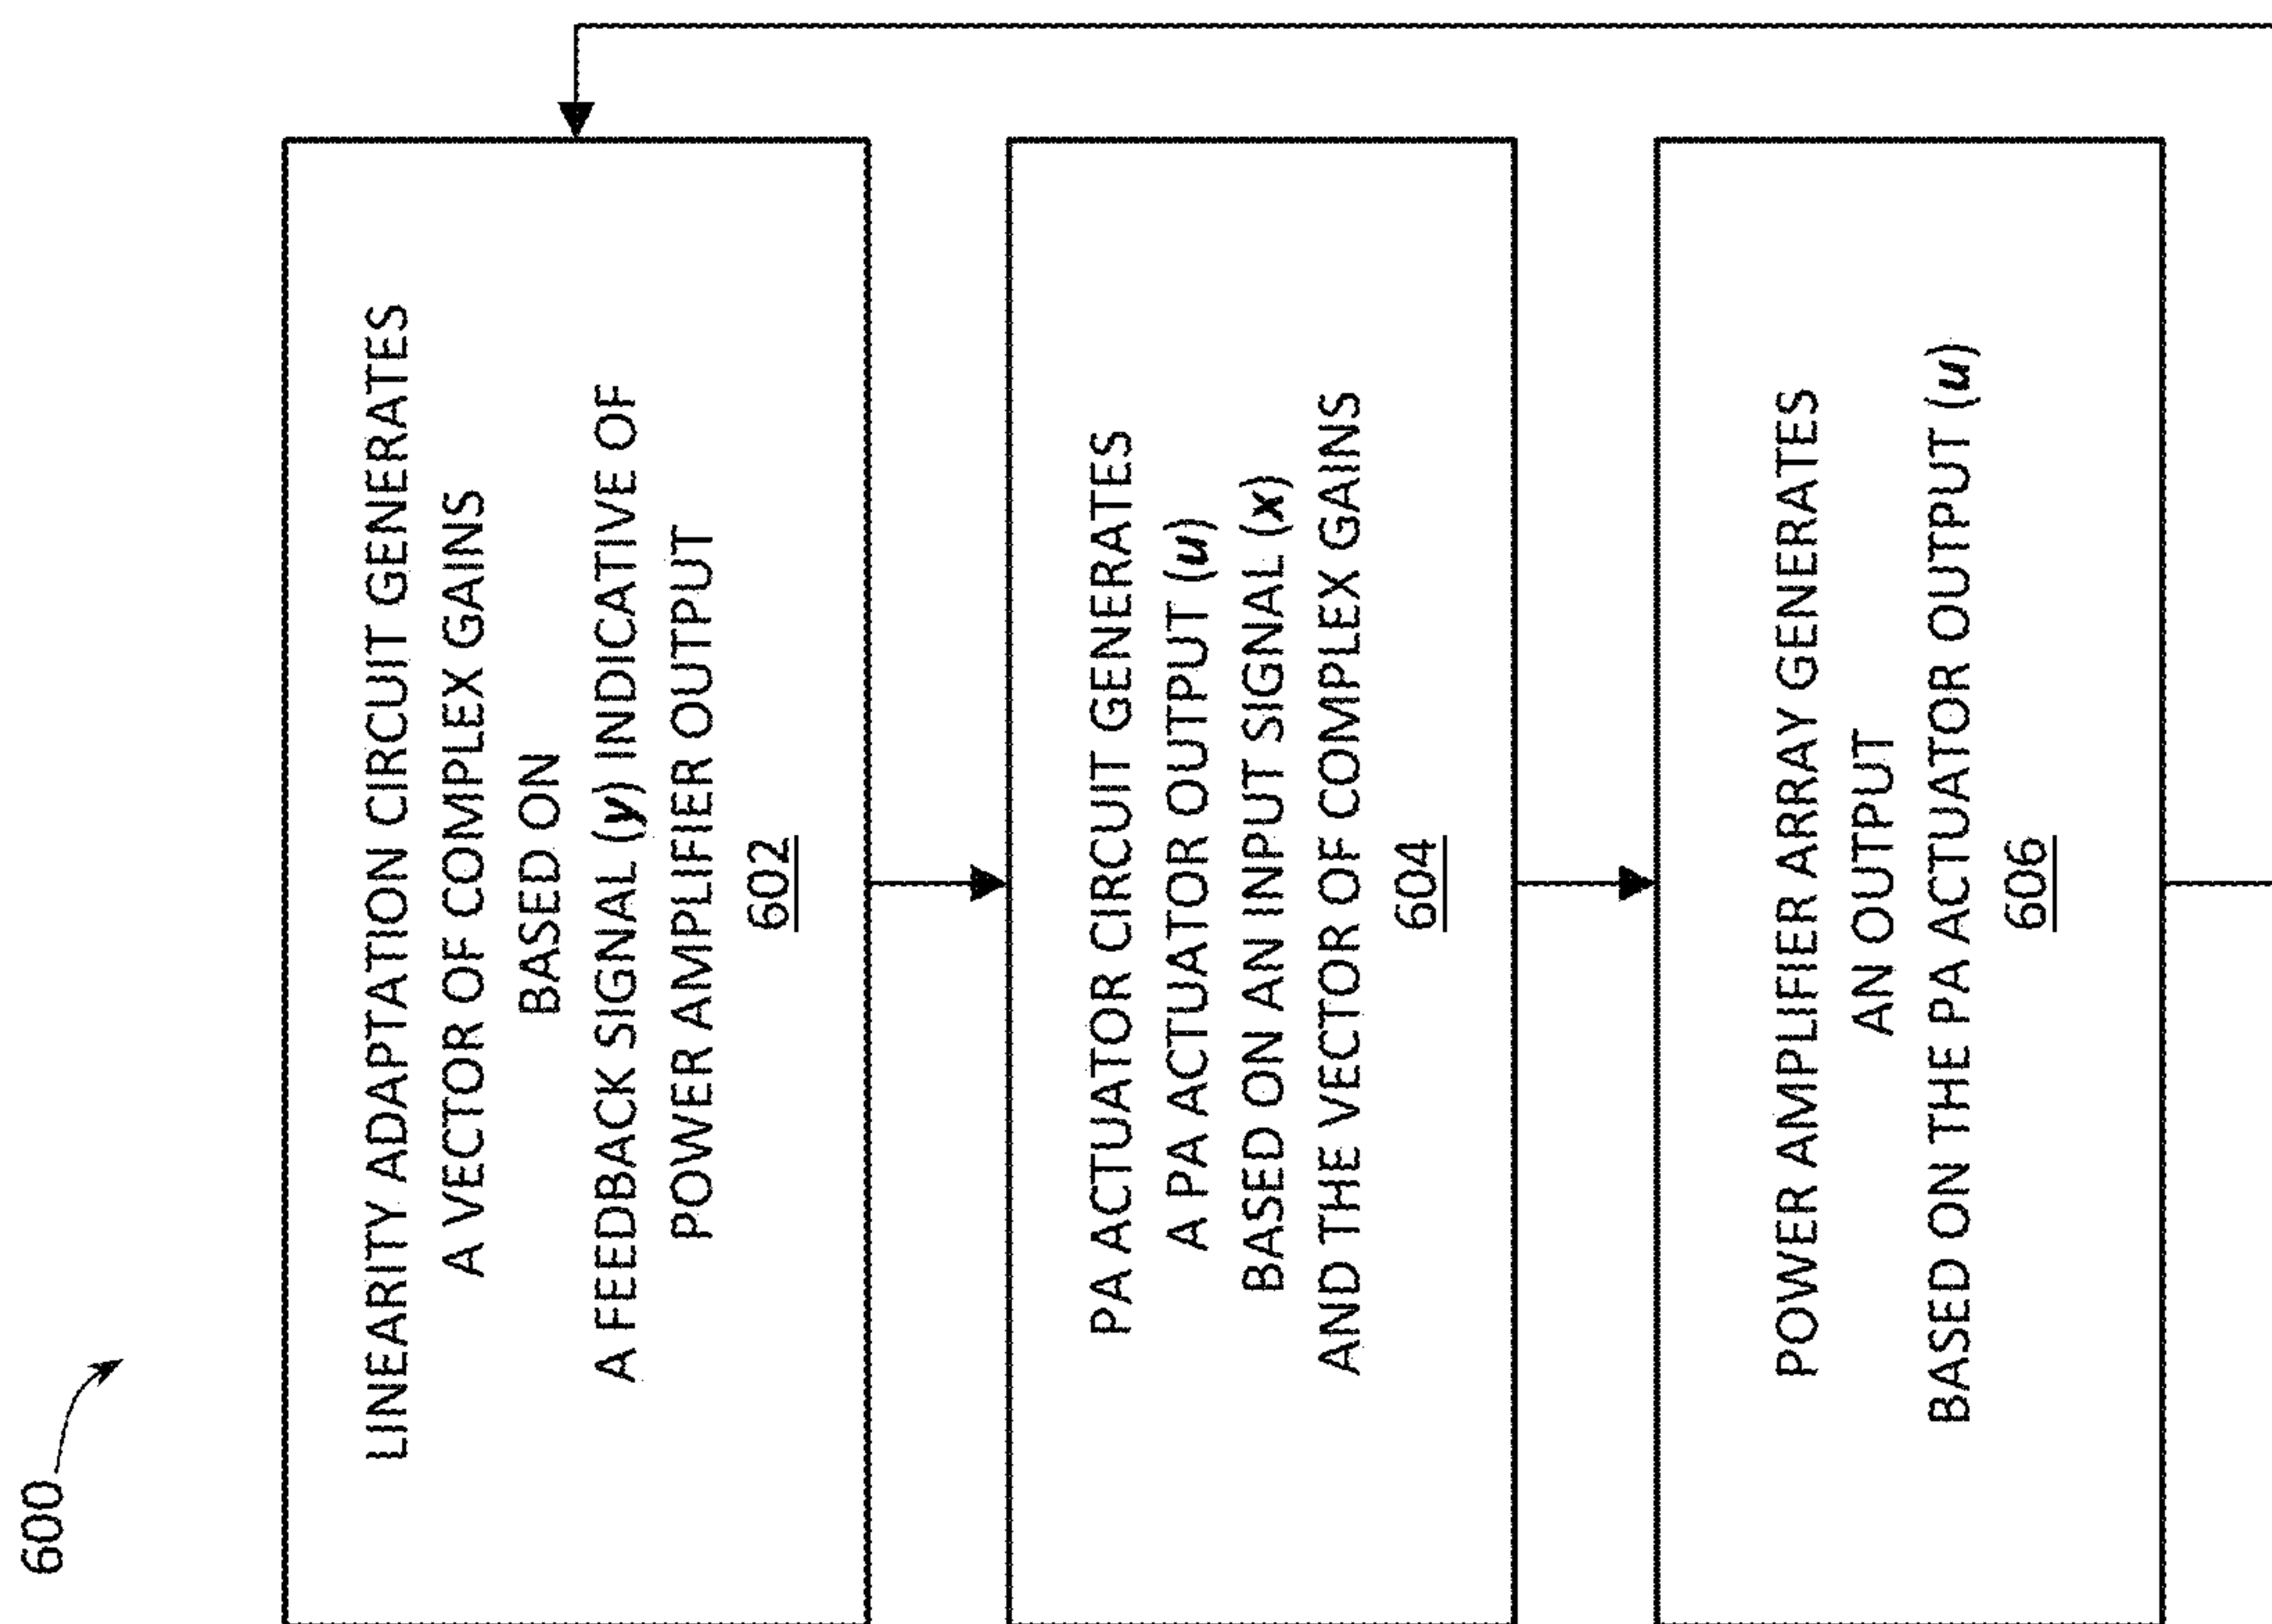 600
LINEARITY ADAPTATION CIRCUIT GENERATES
A VECTOR OF COMPLEX GAINS
BASED ON
A FEEDBACK SIGNAL (y) INDICATIVE OF
POWER AMPLIFIER OUTPUT
602
PA ACTUATOR CIRCUIT GENERATES
A PA ACTUATOR OUTPUT (u)
BASED ON AN INPUT SIGNAL (x)
AND THE VECTOR OF COMPLEX GAINS
604
POWER AMPLIFIER ARRAY GENERATES
AN OUTPUT
BASED ON THE PA ACTUATOR OUTPUT (u)
606